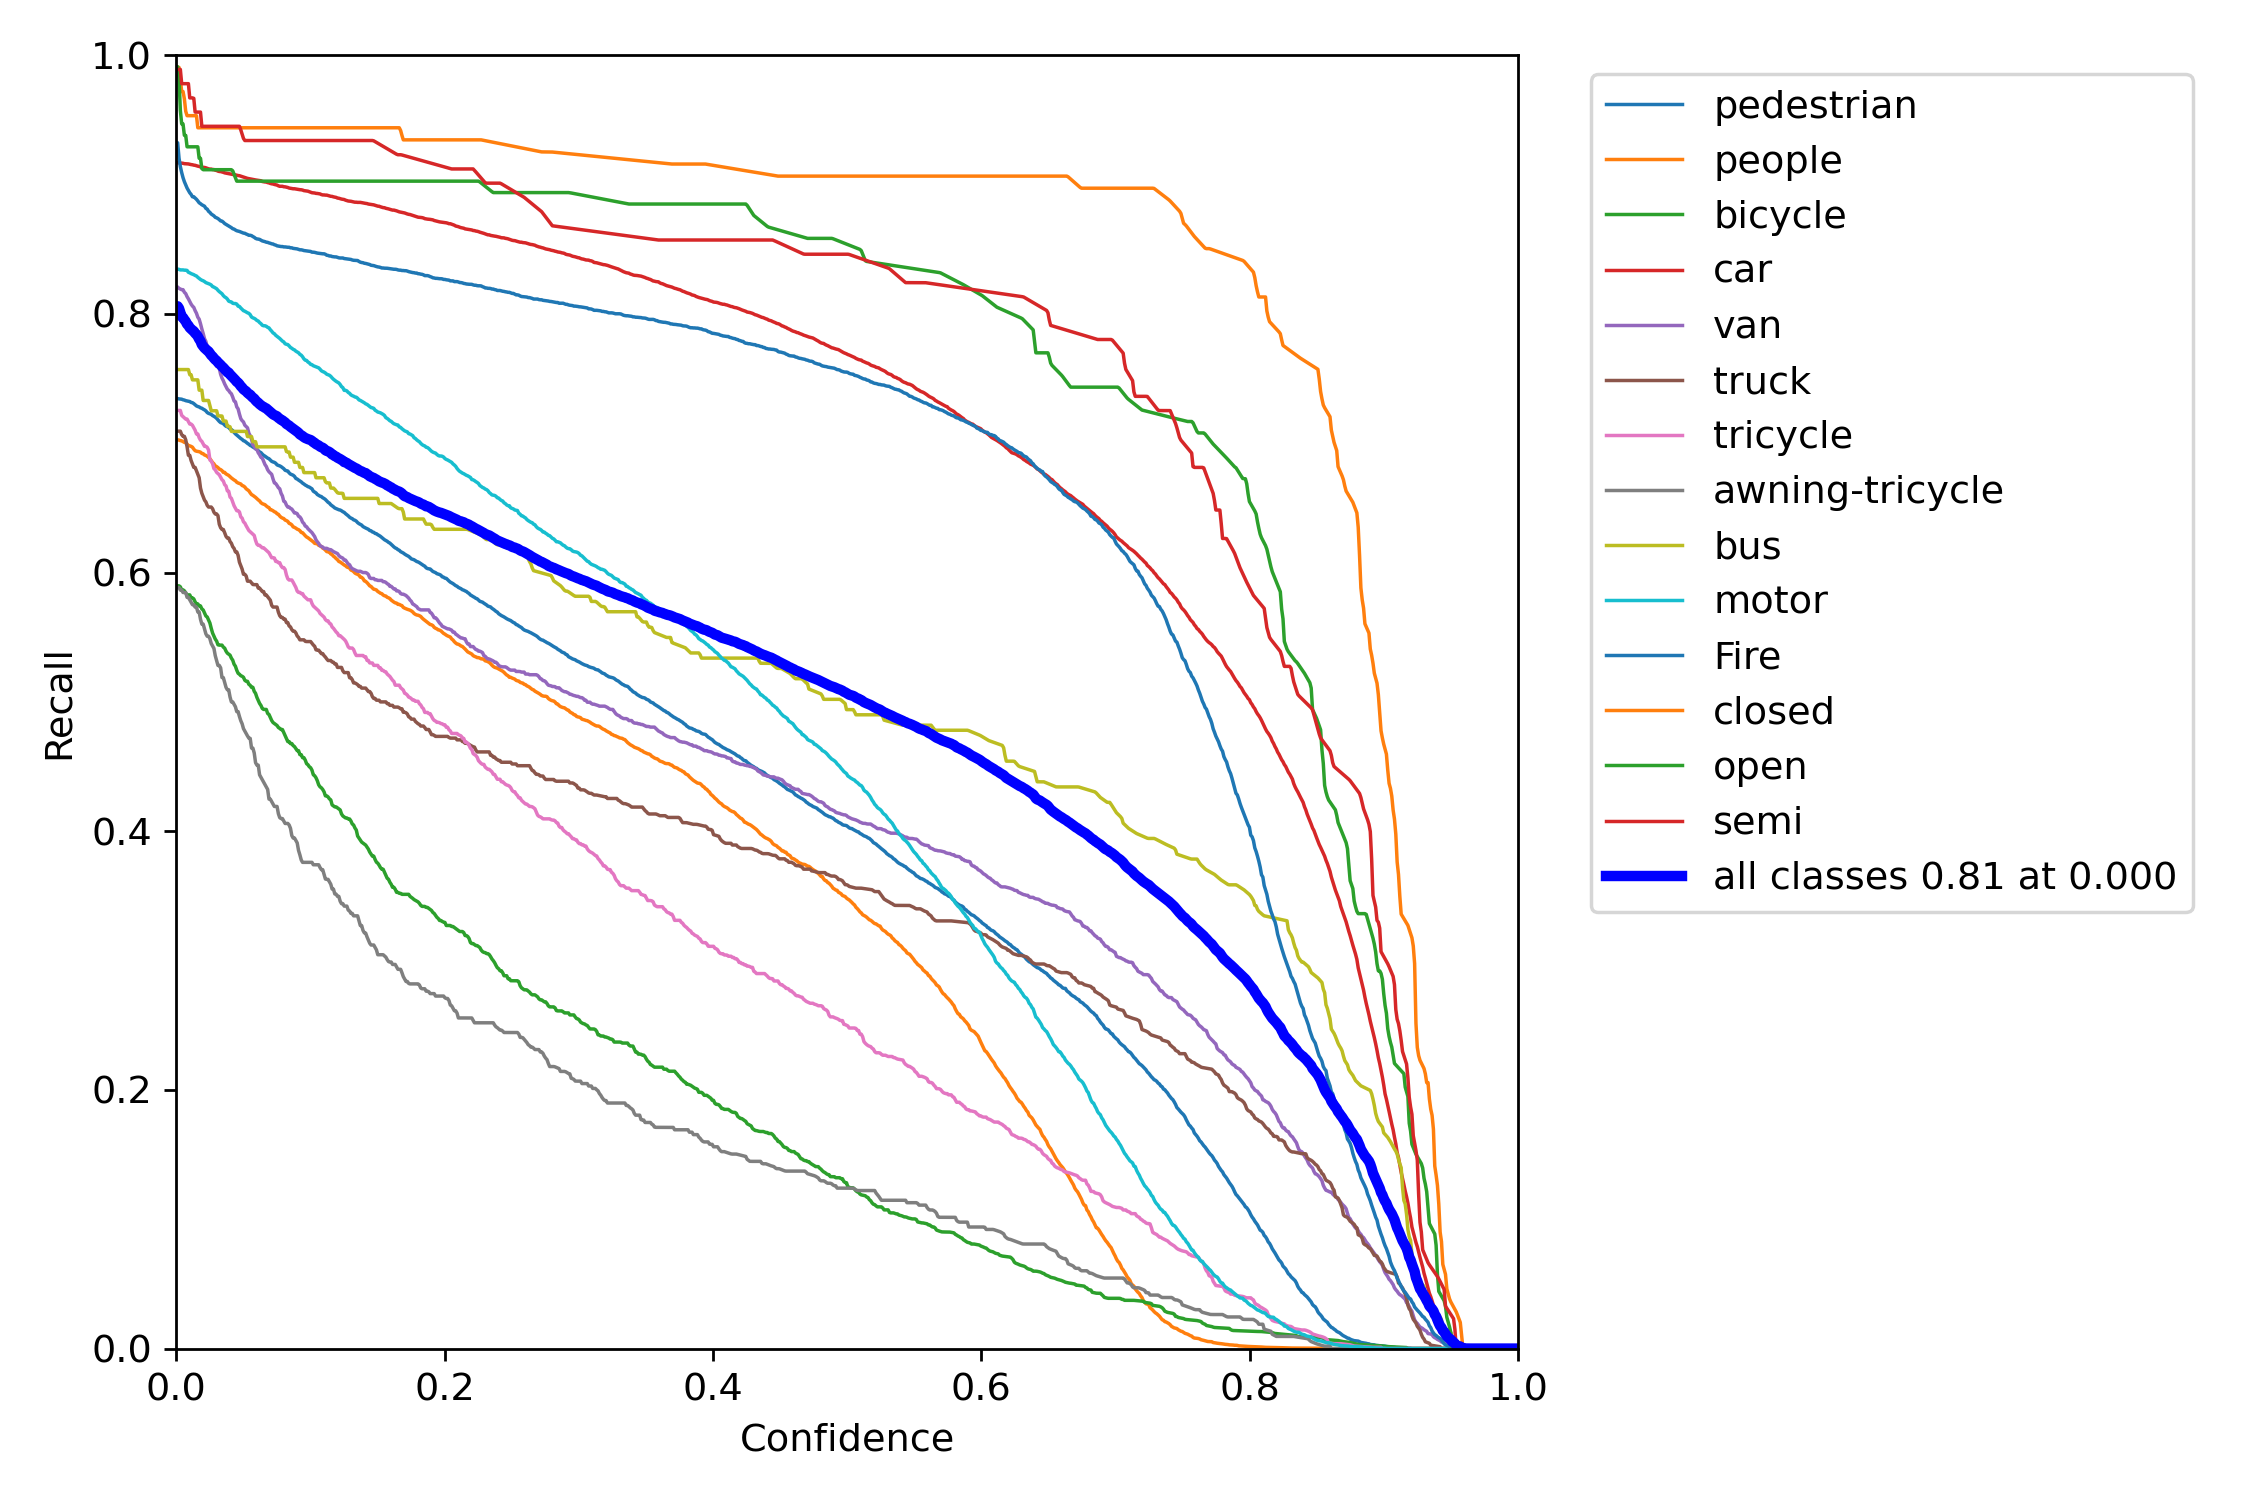 1.0
0.8
0.6
0.4
0.2
0.0
Recall
0.0 0.2 0.4 0.6 0.8 1.0
Confidence
pedestrian
people
bicycle
car
van
truck
tricycle
awning-tricycle
bus
motor
Fire
closed
open
semi
all classes 0.81 at 0.000